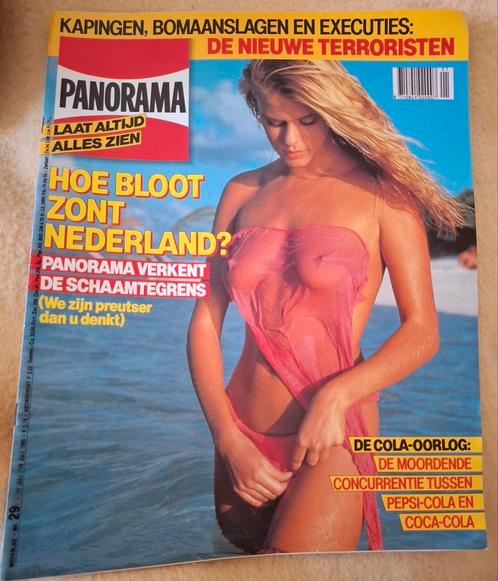 KAPINGEN, BOMAANSLAGEN EN EXECUTIES:
DE NIEUWE TERRORISTEN
PANORAMA
LAAT ALTIJD
ALLES ZIEN
HOE BLOOT
ZONT
NEDERLAND?
PANORAMA VERKENT
DE SCHAAMTEGRENS
(We zijn preutser
dan u denkt)
DE COLA-OORLOG:
DE MOORDENDE
CONCURRENTIE TUSSEN
PEPSI-COLA EN
COCA-COLA
29